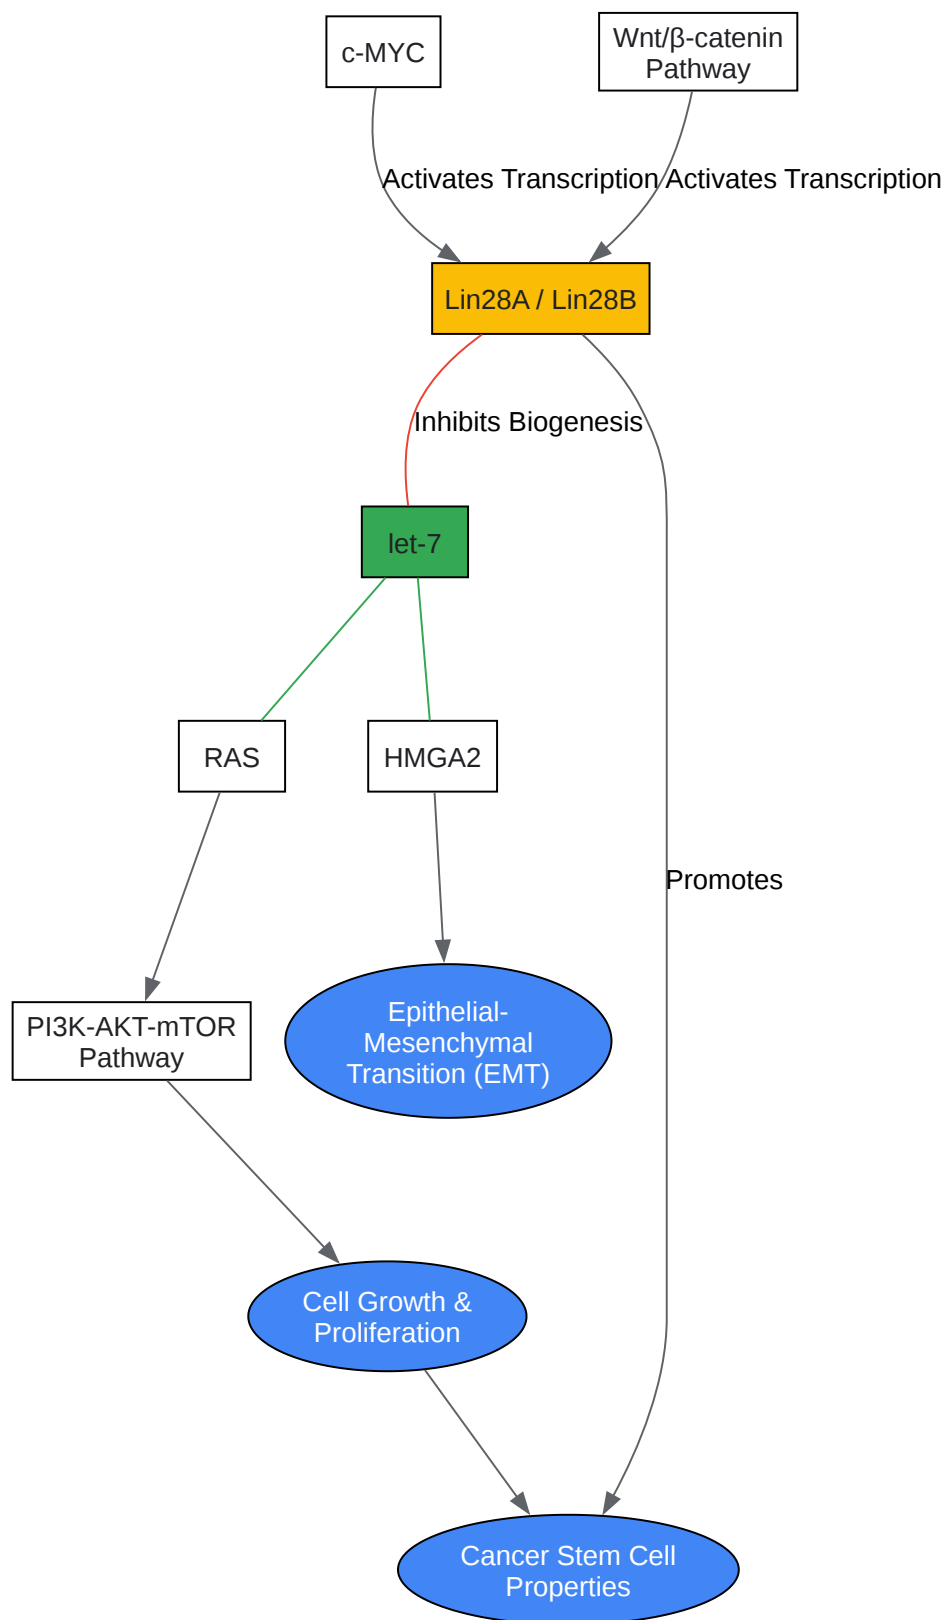 c-MYC
Wnt/β-catenin
Pathway
Activates Transcription
Activates Transcription
Lin28A / Lin28B
Inhibits Biogenesis
let-7
RAS
HMGA2
Promotes
Epithelial-
Mesenchymal
Transition (EMT)
PI3K-AKT-mTOR
Pathway
Cell Growth &
Proliferation
Cancer Stem Cell
Properties